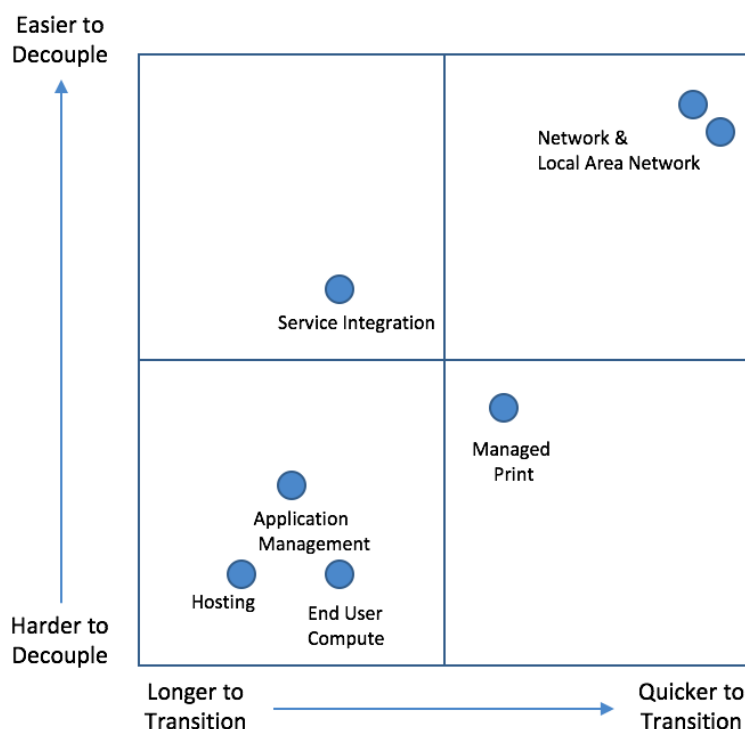 Easier to
Decouple
Network &
Local Area Network
Service Integration
Managed
Print
Application
Management
Hosting
End User
Compute
Harder to
Decouple
Longer to
Transition
Quicker to
Transition